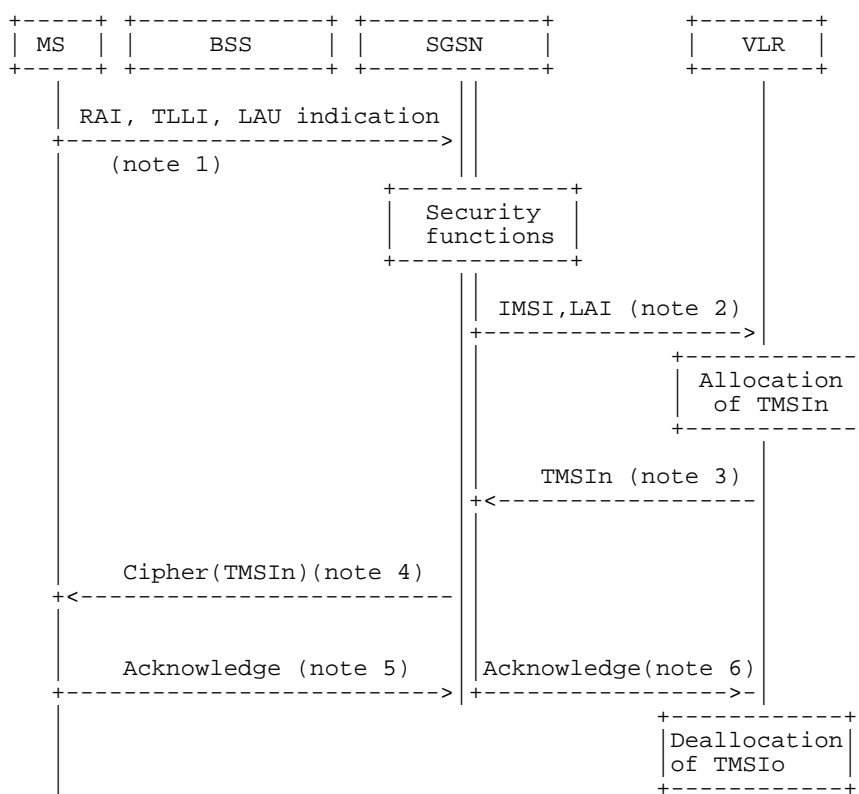 MS BSS SGSN VLR
RAI, TLLI, LAU indication
(note 1)
Security
functions
IMSI,LAI (note 2)
Allocation
of TMSIn
TMSIn (note 3)
Cipher(TMSIn)(note 4)
Acknowledge (note 5) Acknowledge(note 6)
Deallocation
of TMSIo